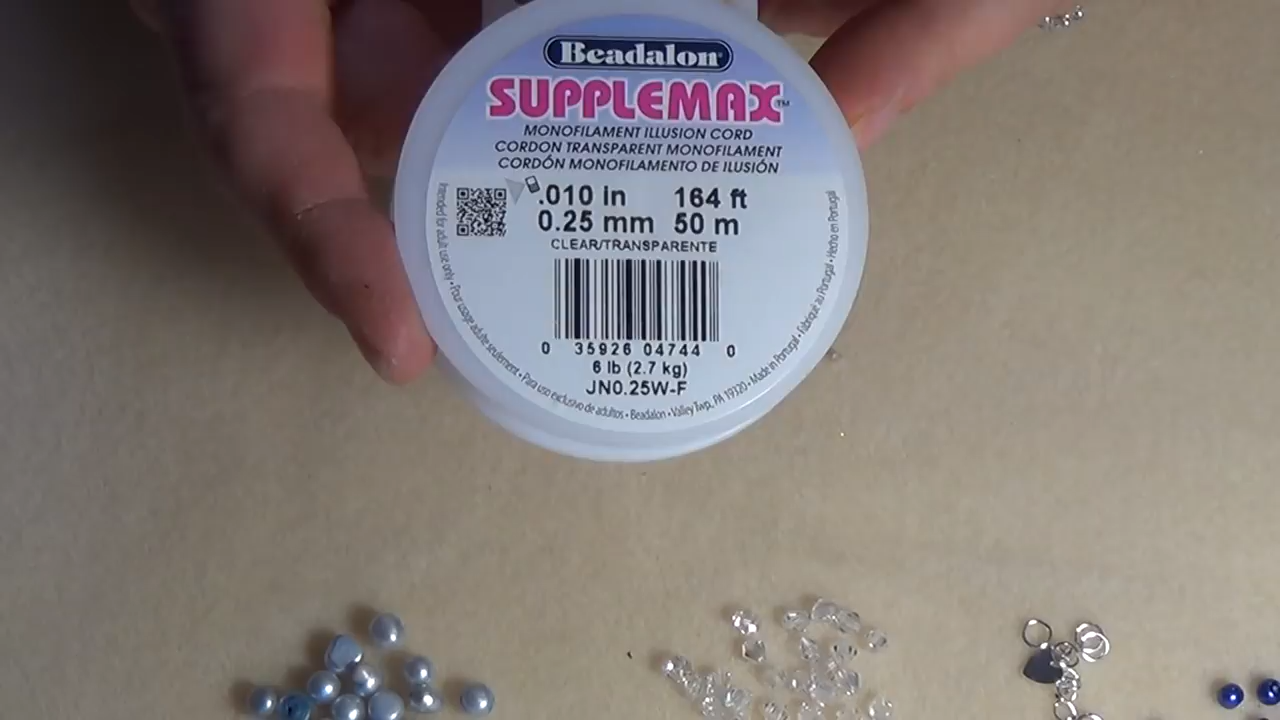 Beadalon®
SUPPLEMAX™
MONOFILAMENT ILLUSION CORD
CORDON TRANSPARENT MONOFILAMENT
CORDÓN MONOFILAMENTO DE ILUSIÓN
.010 in 164 ft
0.25 mm 50 m
CLEAR/TRANSPARENTE
0 35926 04744 0
6 lb (2.7 kg)
JN0.25W-F
Intended for adult use only • Pour usage adulte seulement • Para uso exclusivo de adultos • Beadalon • Valley Twp., PA 19320 • Made in Portugal • Fabriqué au Portugal • Hecho en Portugal